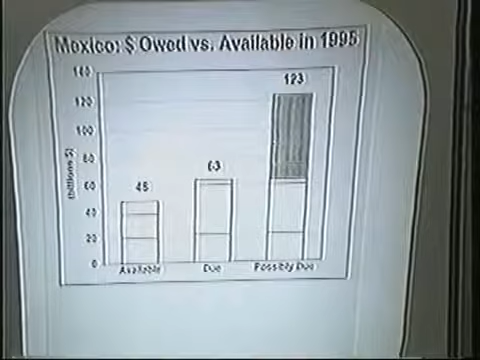 Mexico: $ Owed vs. Available in 1995
140
120
100
80
60
40
20
0
(billions $)
45
63
123
Available
Due
Possibly Due